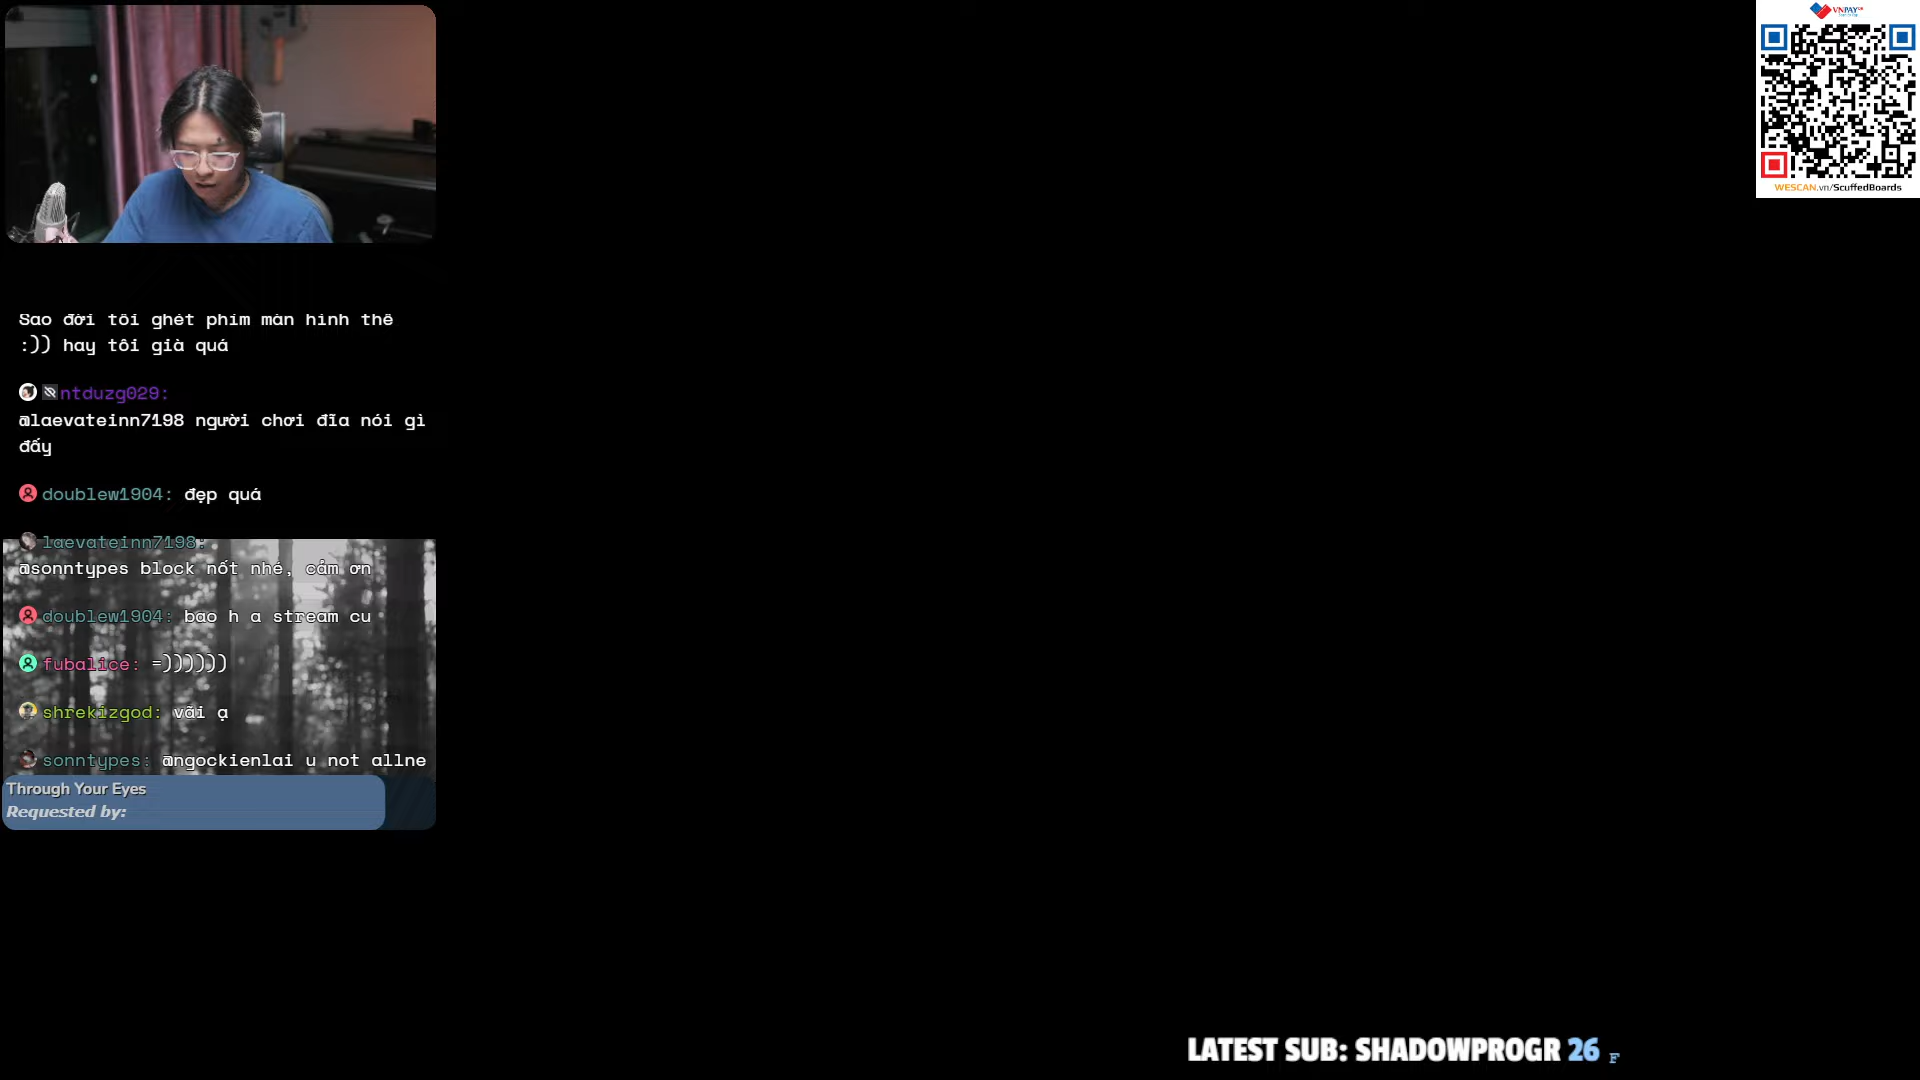 VNPAY
WESCAN.vn/ScuffedBoards
Sao đời tôi ghét phím màn hình thế
:)) hay tôi già quá
ntduzg029:
@laevateinn7198 người chơi đĩa nói gì
đấy
doublew1904: đẹp quá
laevateinn7198:
@sonntypes block nốt nhé, cảm ơn
doublew1904: bao h a stream cu
fubalice: =))))))
shrekizgod: vãi ạ
sonntypes: @ngockienlai u not allne
Through Your Eyes
Requested by:
LATEST SUB: SHADOWPROGR 26 F